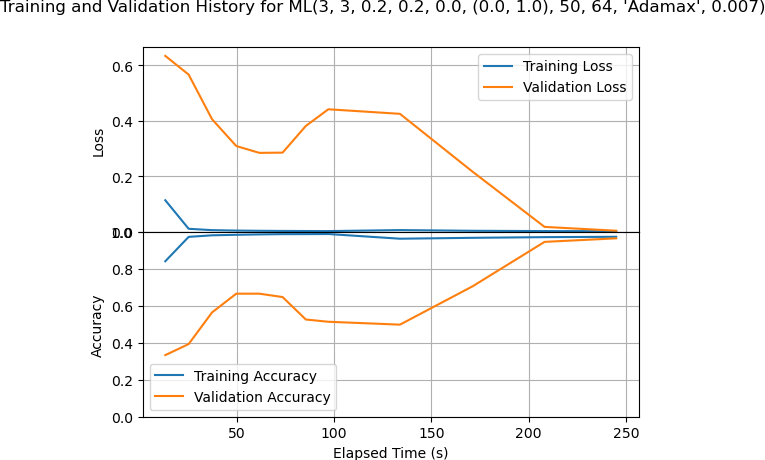 Training and Validation History for ML(3, 3, 0.2, 0.2, 0.0, (0.0, 1.0), 50, 64, 'Adamax', 0.007)
0.6
0.4
0.2
Loss
Training Loss
Validation Loss
1.0
0.8
0.6
0.4
0.2
0.0
Accuracy
Training Accuracy
Validation Accuracy
50
100
150
200
250
Elapsed Time (s)